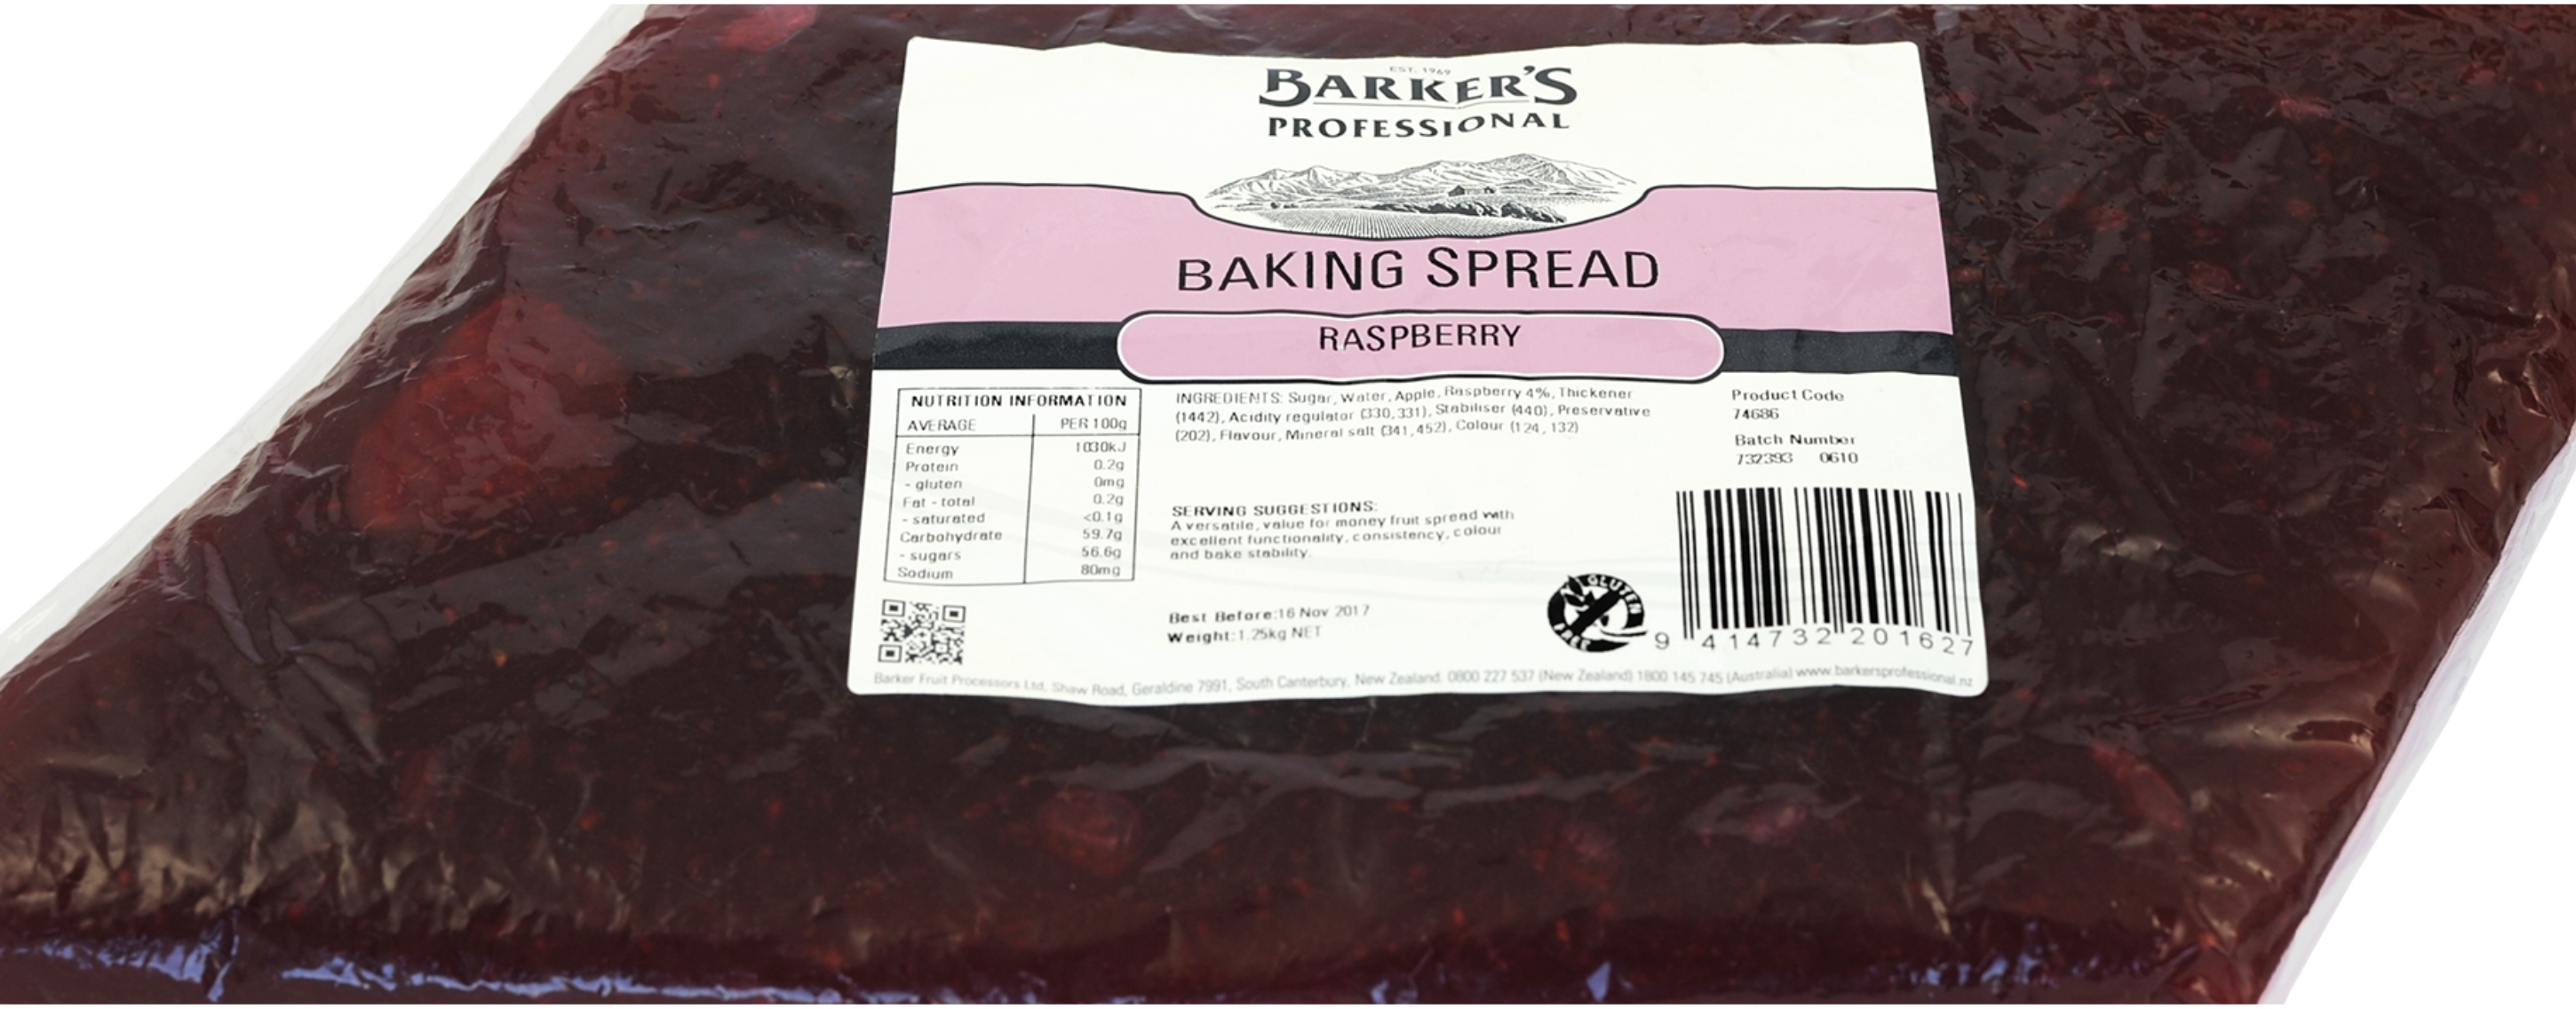 EST. 1969
BARKER'S
PROFESSIONAL
BAKING SPREAD
RASPBERRY
NUTRITION INFORMATION
AVERAGE PER 100g
Energy 1030kJ
Protein 0.2g
- gluten 0mg
Fat - total 0.2g
- saturated <0.1g
Carbohydrate 59.7g
- sugars 56.6g
Sodium 80mg
INGREDIENTS: Sugar, Water, Apple, Raspberry 4%, Thickener
(1442), Acidity regulator (330,331), Stabiliser (440), Preservative
(202), Flavour, Mineral salt (341,452), Colour (124, 132)
SERVING SUGGESTIONS:
A versatile, value for money fruit spread with
excellent functionality, consistency, colour
and bake stability.
Best Before:16 Nov 2017
Weight:1.25kg NET
Product Code
74686
Batch Number
732393 0610
GLUTEN
FREE
9 414732 201627
Barker Fruit Processors Ltd, Shaw Road, Geraldine 7991, South Canterbury, New Zealand. 0800 227 537 (New Zealand) 1800 145 745 (Australia) www.barkersprofessional.nz